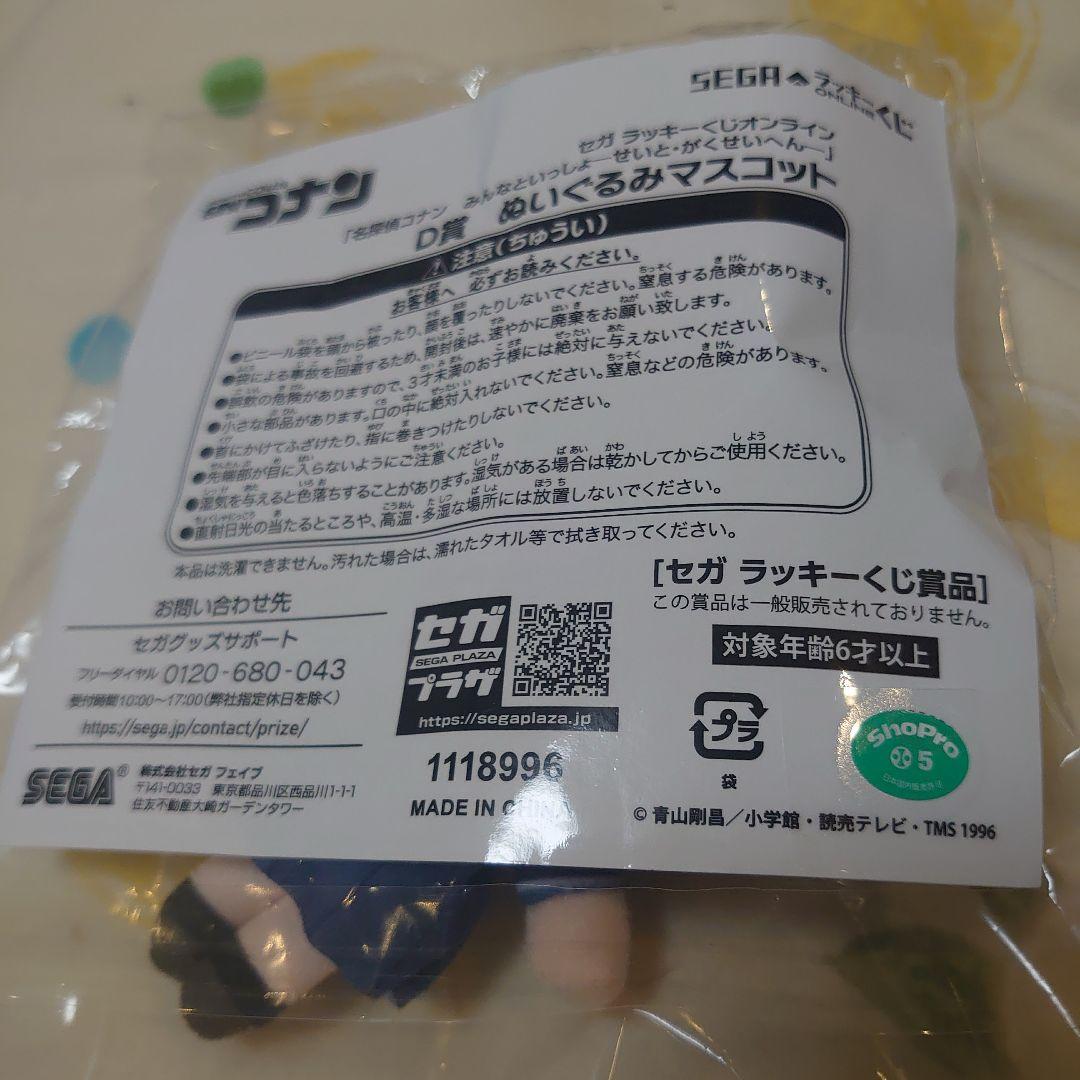 SEGA ラッキーくじ ONLINE
名探偵コナン
セガ ラッキーくじオンライン
「名探偵コナン みんなといっしょ―せいと・がくせいへん―」
D賞 ぬいぐるみマスコット
注意(ちゅうい)
お客様へ 必ずお読みください。
●ビニール袋を頭から被ったり、顔を覆ったりしないでください。窒息する危険があります。
●袋による事故を回避するため、開封後は、速やかに廃棄をお願い致します。
●誤飲の危険がありますので、3才未満のお子様には絶対に与えないでください。
●小さな部品があります。口の中に絶対入れないでください。窒息などの危険があります。
●首にかけてふざけたり、指に巻きつけたりしないでください。
●先端部が目に入らないようにご注意ください。
●湿気を与えると色落ちすることがあります。湿気がある場合は乾かしてからご使用ください。
●直射日光の当たるところや、高温・多湿な場所には放置しないでください。
本品は洗濯できません。汚れた場合は、濡れたタオル等で拭き取ってください。
お問い合わせ先
セガグッズサポート
フリーダイヤル 0120-680-043
受付時間10:00~17:00(弊社指定休日を除く)
https://sega.jp/contact/prize/
SEGA® 株式会社セガ フェイブ
〒141-0033 東京都品川区西品川1-1-1
住友不動産大崎ガーデンタワー
セガ
SEGA PLAZA
プラザ
https://segaplaza.jp
1118996
MADE IN CHINA
[セガ ラッキーくじ賞品]
この賞品は一般販売されておりません。
対象年齢6才以上
プラ
袋
ShoPro
5
日本国内販売許可
© 青山剛昌/小学館・読売テレビ・TMS 1996